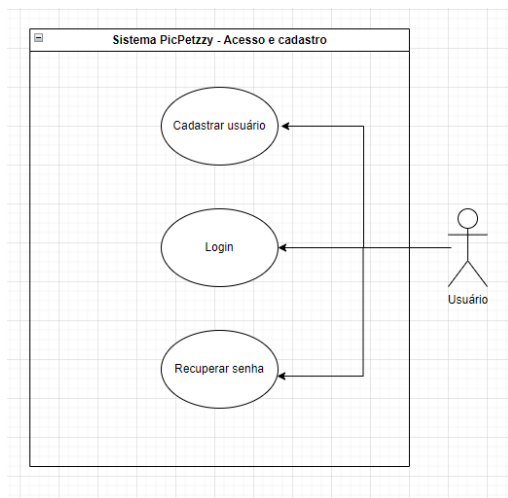 Sistema PicPetzzy - Acesso e cadastro
Cadastrar usuário
Login
Usuário
Recuperar senha